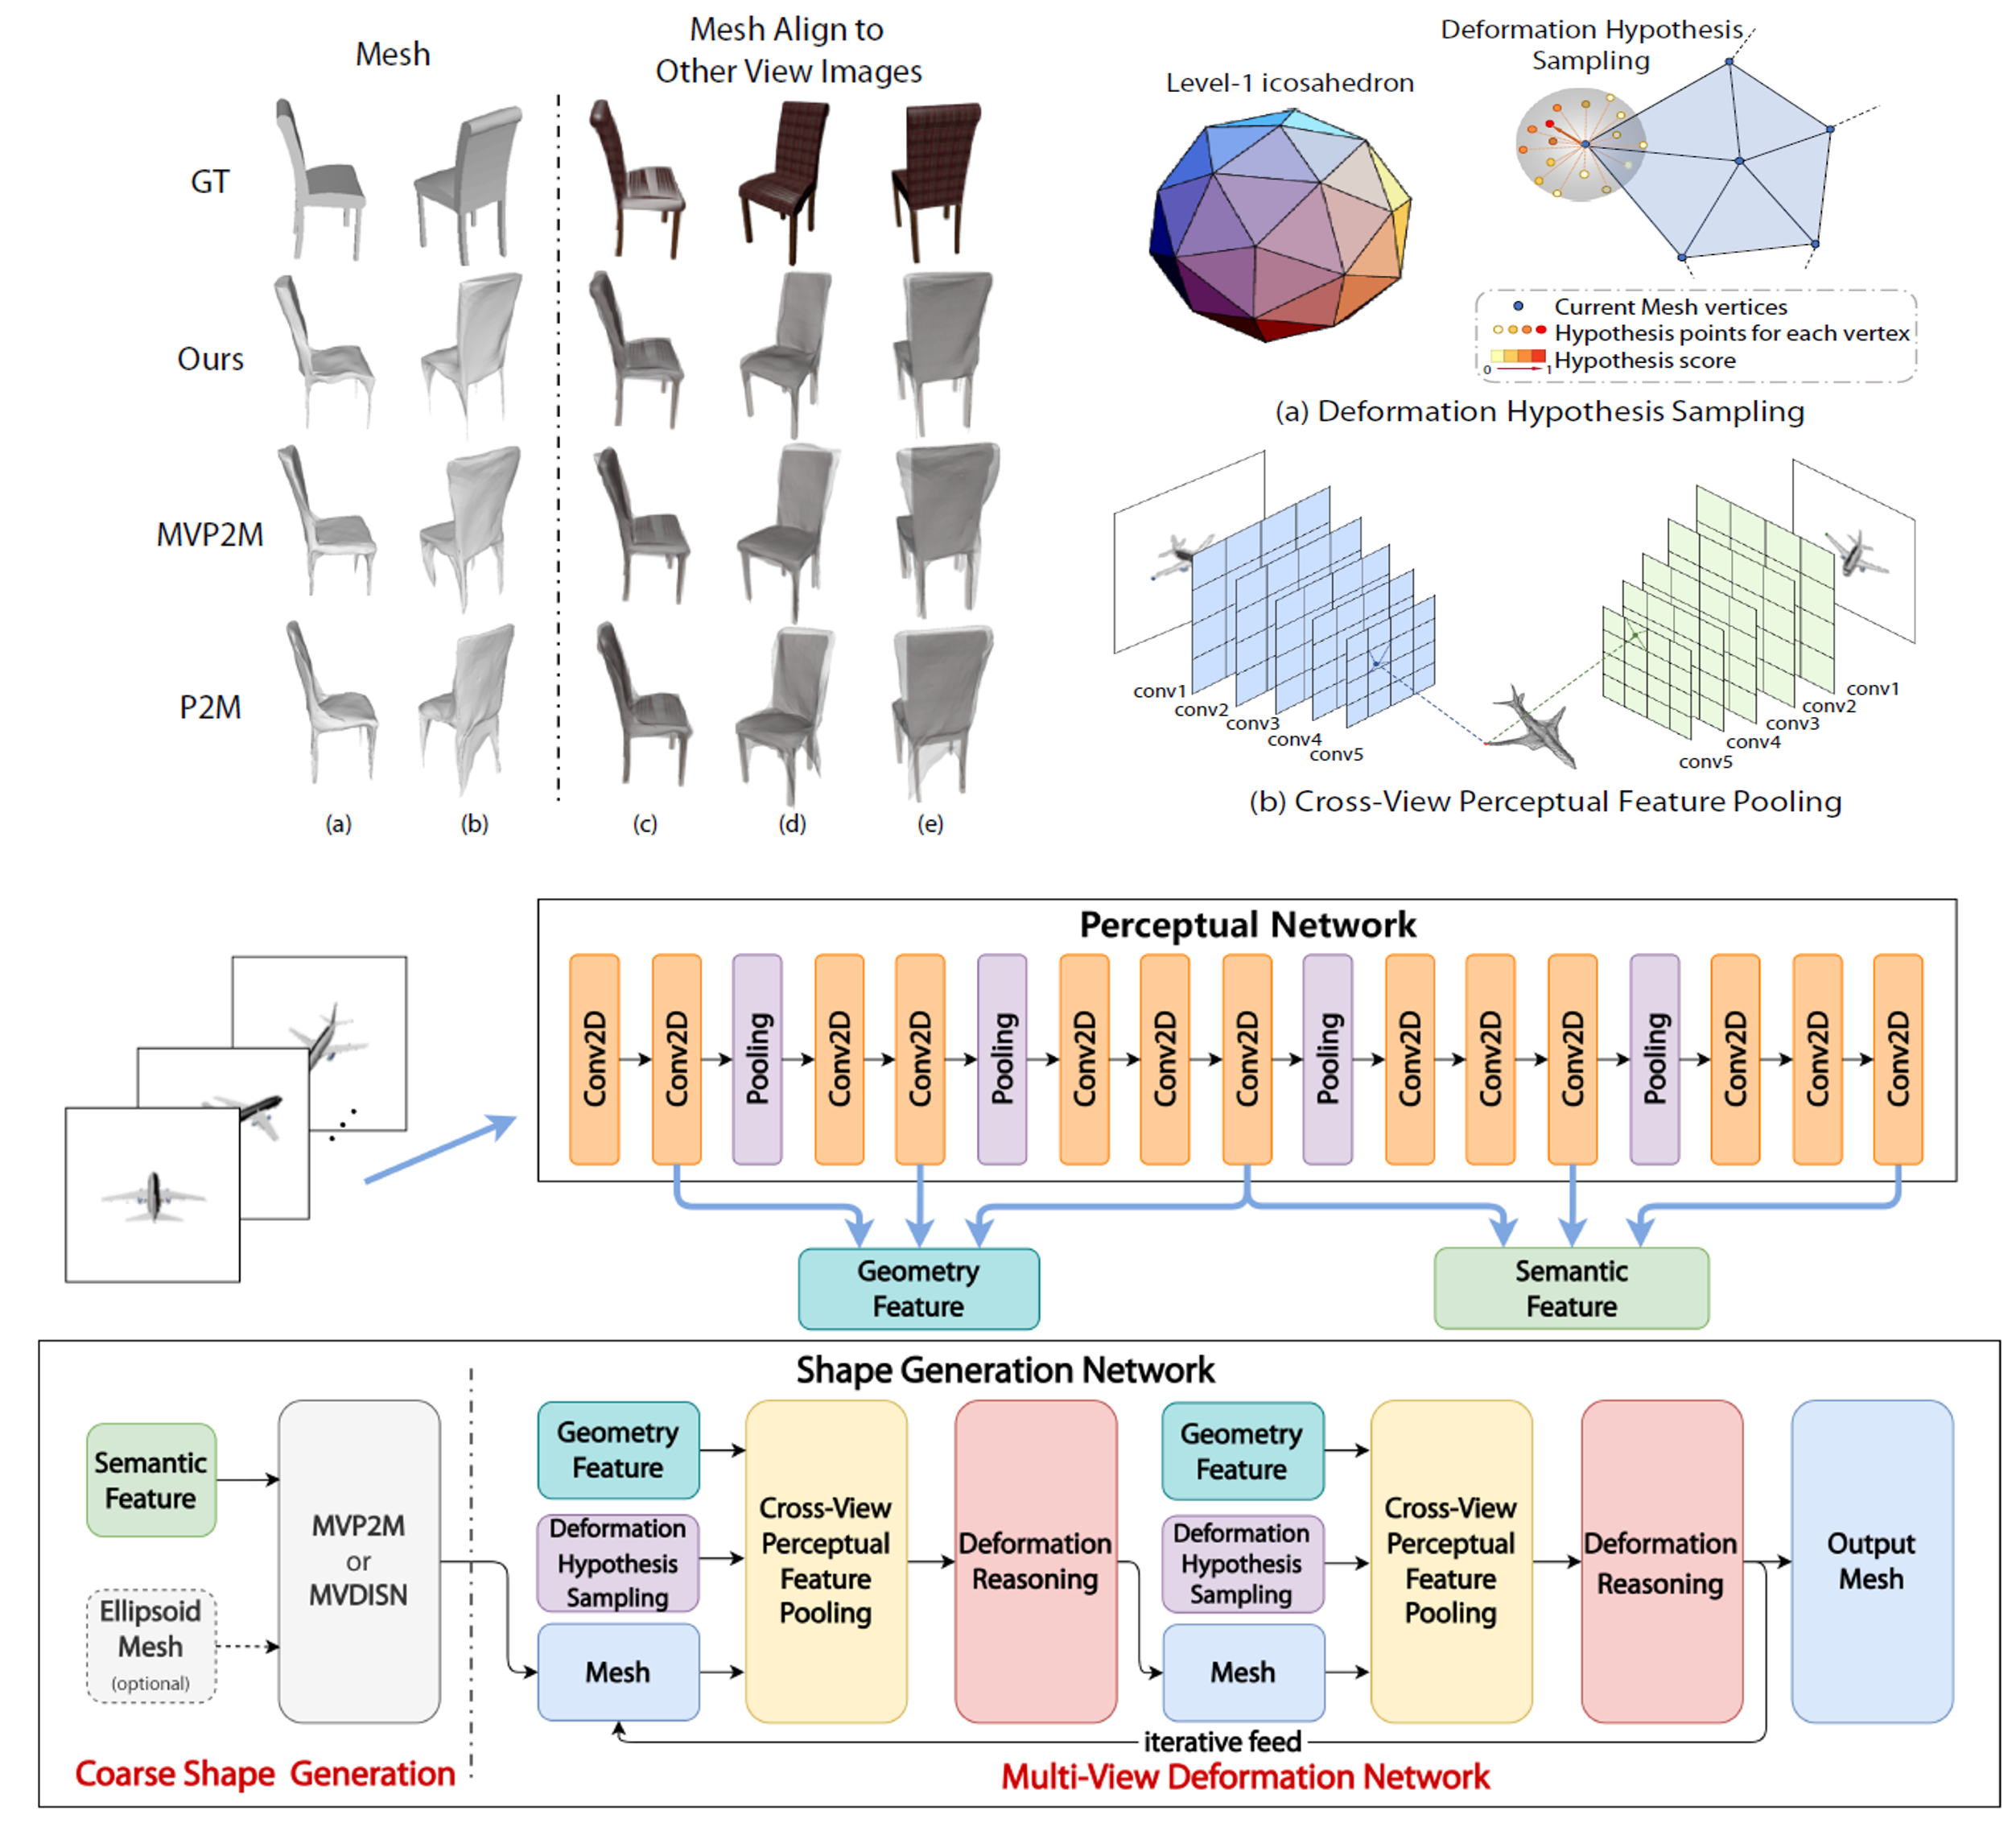 Mesh
Mesh Align to
Other View Images
GT
Ours
MVP2M
P2M
(a)
(b)
(c)
(d)
(e)
Level-1 icosahedron
Deformation Hypothesis
Sampling
Current Mesh vertices
Hypothesis points for each vertex
0 1 Hypothesis score
(a) Deformation Hypothesis Sampling
conv1
conv2
conv3
conv4
conv5
conv1
conv2
conv3
conv4
conv5
(b) Cross-View Perceptual Feature Pooling
Perceptual Network
Conv2D
Conv2D
Pooling
Conv2D
Conv2D
Pooling
Conv2D
Conv2D
Conv2D
Pooling
Conv2D
Conv2D
Conv2D
Pooling
Conv2D
Conv2D
Conv2D
Geometry
Feature
Semantic
Feature
Shape Generation Network
Semantic
Feature
Ellipsoid
Mesh
(optional)
MVP2M
or
MVDISN
Geometry
Feature
Deformation
Hypothesis
Sampling
Mesh
Cross-View
Perceptual
Feature
Pooling
Deformation
Reasoning
Geometry
Feature
Deformation
Hypothesis
Sampling
Mesh
Cross-View
Perceptual
Feature
Pooling
Deformation
Reasoning
Output
Mesh
iterative feed
Coarse Shape Generation
Multi-View Deformation Network